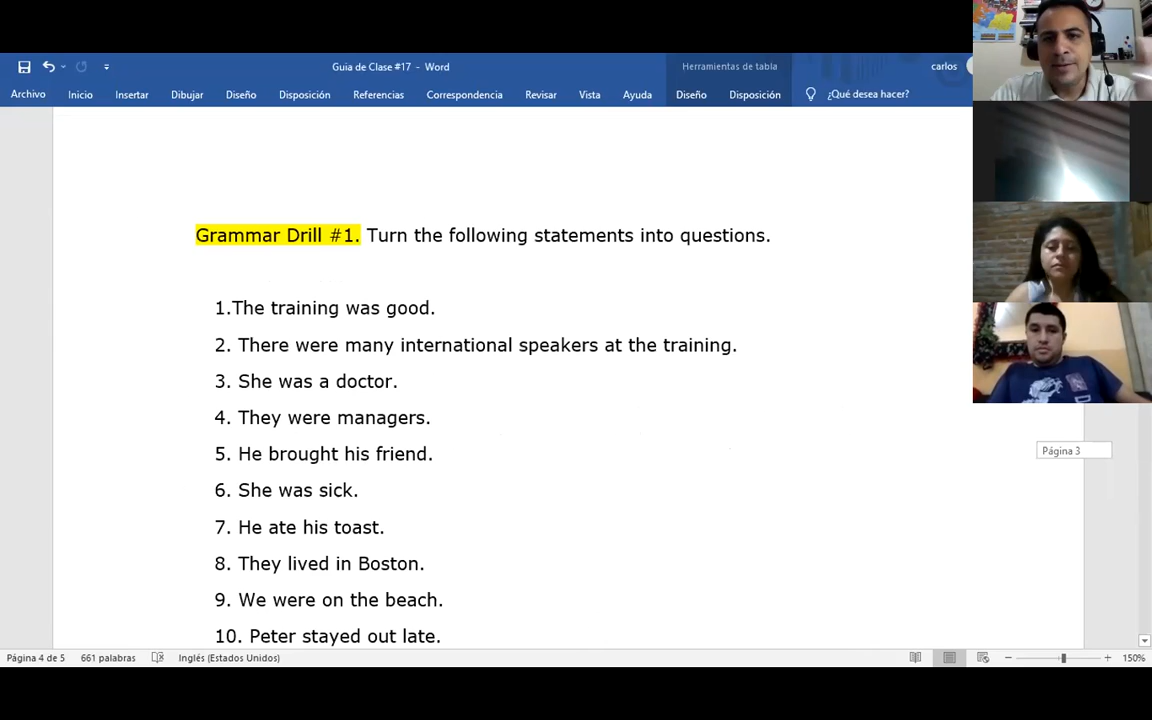 Guia de Clase #17 - Word
Herramientas de tabla
carlos
Archivo Inicio Insertar Dibujar Diseño Disposición Referencias Correspondencia Revisar Vista Ayuda Diseño Disposición ¿Qué desea hacer?
Grammar Drill #1. Turn the following statements into questions.
1.The training was good.
2. There were many international speakers at the training.
3. She was a doctor.
4. They were managers.
5. He brought his friend.
6. She was sick.
7. He ate his toast.
8. They lived in Boston.
9. We were on the beach.
10. Peter stayed out late.
Página 3
Página 4 de 5 661 palabras Inglés (Estados Unidos) 150%